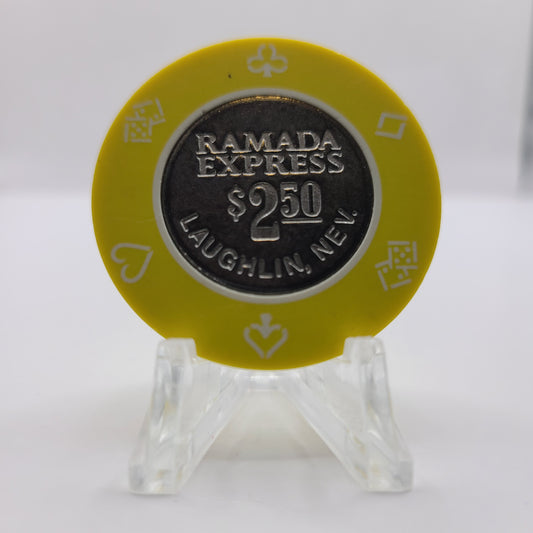 RAMADA
EXPRESS
$2.50
LAUGHLIN, NEV.